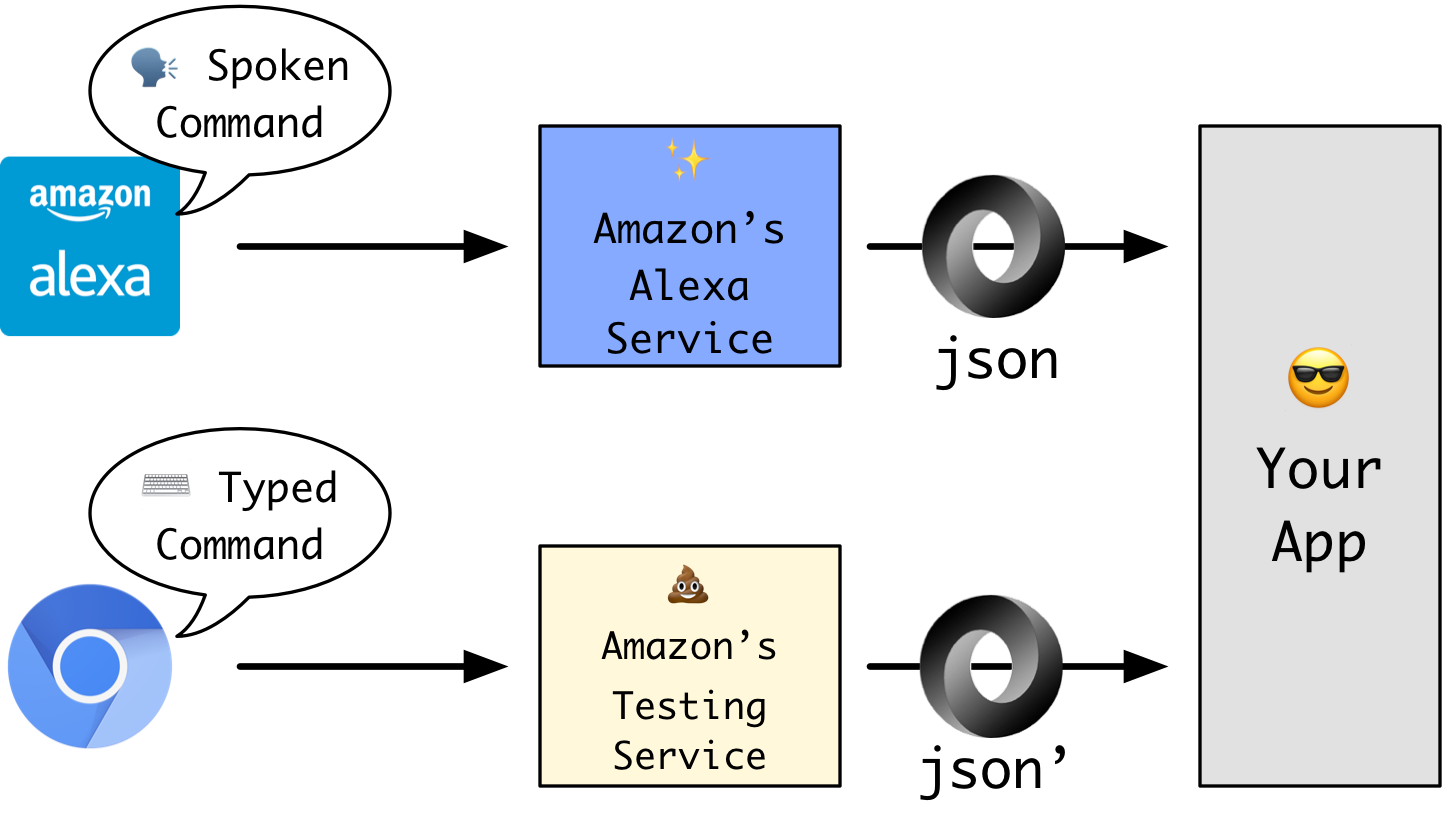 🗣 Spoken
Command
amazon
alexa
✨
Amazon’s
Alexa
Service
json
😎
Your
App
⌨ Typed
Command
💩
Amazon’s
Testing
Service
json’